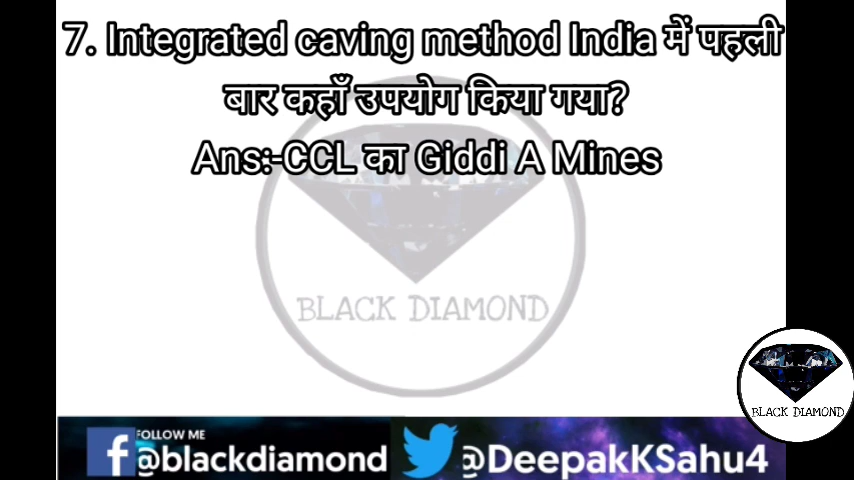 7. Integrated caving method India में पहली
बार कहाँ उपयोग किया गया?
Ans:-CCL का Giddi A Mines
BLACK DIAMOND
BLACK DIAMOND
FOLLOW ME
@blackdiamond
@DeepakKSahu4